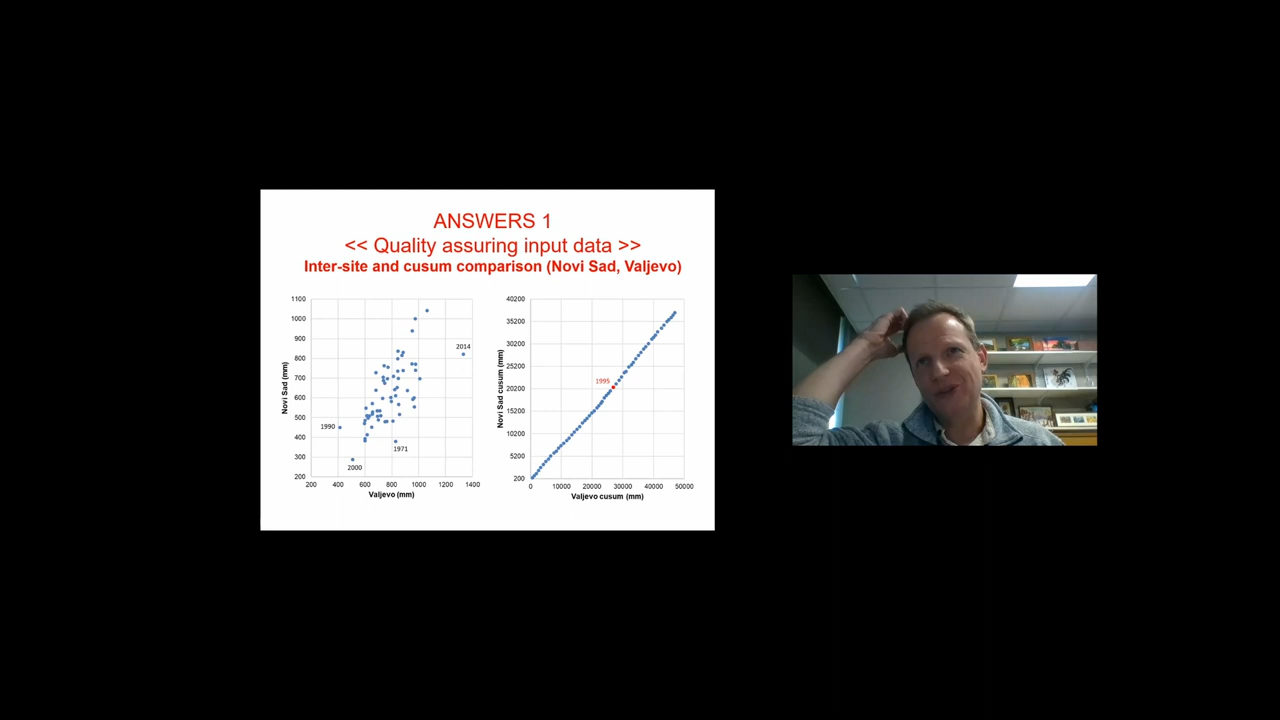 ANSWERS 1
<< Quality assuring input data >>
Inter-site and cusum comparison (Novi Sad, Valjevo)
1100
1000
900
800
700
600
500
400
300
200
Novi Sad (mm)
200 400 600 800 1000 1200 1400
Valjevo (mm)
2014
1990
1971
2000
40200
35200
30200
25200
20200
15200
10200
5200
200
Novi Sad cusum (mm)
0 10000 20000 30000 40000 50000
Valjevo cusum (mm)
1995